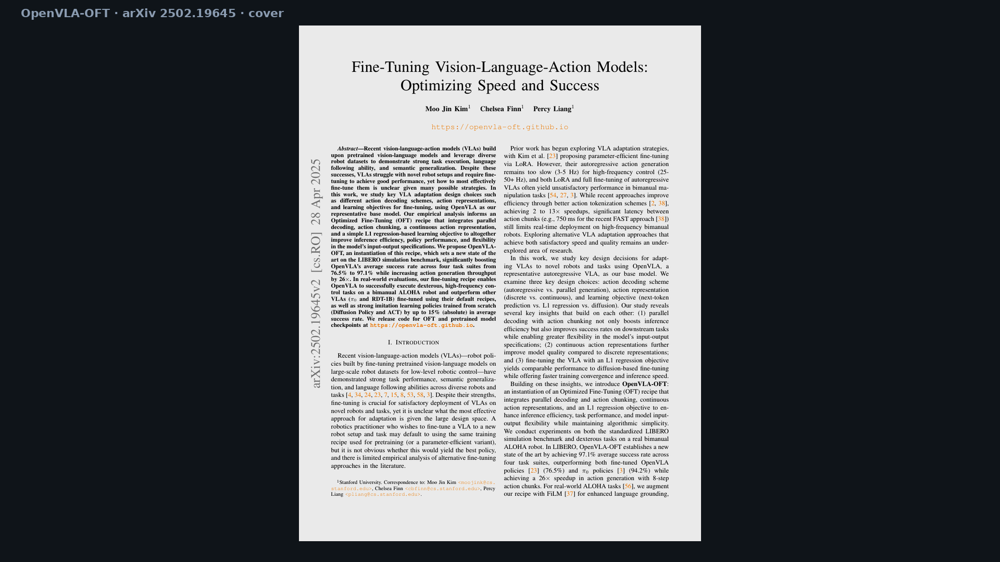 OpenVLA-OFT · arXiv 2502.19645 · cover
Fine-Tuning Vision-Language-Action Models:
Optimizing Speed and Success
Moo Jin Kim¹ Chelsea Finn¹ Percy Liang¹
https://openvla-oft.github.io
arXiv:2502.19645v2 [cs.RO] 28 Apr 2025
Abstract—Recent vision-language-action models (VLAs) build
upon pretrained vision-language models and leverage diverse
robot datasets to demonstrate strong task execution, language
following ability, and semantic generalization. Despite these
successes, VLAs struggle with novel robot setups and require fine-
tuning to achieve good performance, yet how to most effectively
fine-tune them is unclear given many possible strategies. In
this work, we study key VLA adaptation design choices such
as different action decoding schemes, action representations,
and learning objectives for fine-tuning, using OpenVLA as our
representative base model. Our empirical analysis informs an
Optimized Fine-Tuning (OFT) recipe that integrates parallel
decoding, action chunking, a continuous action representation,
and a simple L1 regression-based learning objective to altogether
improve inference efficiency, policy performance, and flexibility
in the model's input-output specifications. We propose OpenVLA-
OFT, an instantiation of this recipe, which sets a new state of the
art on the LIBERO simulation benchmark, significantly boosting
OpenVLA's average success rate across four task suites from
76.5% to 97.1% while increasing action generation throughput
by 26×. In real-world evaluations, our fine-tuning recipe enables
OpenVLA to successfully execute dexterous, high-frequency con-
trol tasks on a bimanual ALOHA robot and outperform other
VLAs (π₀ and RDT-1B) fine-tuned using their default recipes,
as well as strong imitation learning policies trained from scratch
(Diffusion Policy and ACT) by up to 15% (absolute) in average
success rate. We release code for OFT and pretrained model
checkpoints at https://openvla-oft.github.io.
I. INTRODUCTION
Recent vision-language-action models (VLAs)—robot poli-
cies built by fine-tuning pretrained vision-language models on
large-scale robot datasets for low-level robotic control—have
demonstrated strong task performance, semantic generaliza-
tion, and language following abilities across diverse robots and
tasks [4, 34, 24, 23, 7, 15, 8, 53, 58, 3]. Despite their strengths,
fine-tuning is crucial for satisfactory deployment of VLAs on
novel robots and tasks, yet it is unclear what the most effective
approach for adaptation is given the large design space. A
robotics practitioner who wishes to fine-tune a VLA to a new
robot setup and task may default to using the same training
recipe used for pretraining (or a parameter-efficient variant),
but it is not obvious whether this would yield the best policy,
and there is limited empirical analysis of alternative fine-tuning
approaches in the literature.
¹Stanford University. Correspondence to: Moo Jin Kim <moojink@cs.
stanford.edu>, Chelsea Finn <cbfinn@cs.stanford.edu>, Percy
Liang <pliang@cs.stanford.edu>.
Prior work has begun exploring VLA adaptation strategies,
with Kim et al. [23] proposing parameter-efficient fine-tuning
via LoRA. However, their autoregressive action generation
remains too slow (3-5 Hz) for high-frequency control (25-
50+ Hz), and both LoRA and full fine-tuning of autoregressive
VLAs often yield unsatisfactory performance in bimanual ma-
nipulation tasks [54, 27, 3]. While recent approaches improve
efficiency through better action tokenization schemes [2, 38],
achieving 2 to 13× speedups, significant latency between
action chunks (e.g., 750 ms for the recent FAST approach [38])
still limits real-time deployment on high-frequency bimanual
robots. Exploring alternative VLA adaptation approaches that
achieve both satisfactory speed and quality remains an under-
explored area of research.
In this work, we study key design decisions for adapt-
ing VLAs to novel robots and tasks using OpenVLA, a
representative autoregressive VLA, as our base model. We
examine three key design choices: action decoding scheme
(autoregressive vs. parallel generation), action representation
(discrete vs. continuous), and learning objective (next-token
prediction vs. L1 regression vs. diffusion). Our study reveals
several key insights that build on each other: (1) parallel
decoding with action chunking not only boosts inference
efficiency but also improves success rates on downstream tasks
while enabling greater flexibility in the model's input-output
specifications; (2) continuous action representations further
improve model quality compared to discrete representations;
and (3) fine-tuning the VLA with an L1 regression objective
yields comparable performance to diffusion-based fine-tuning
while offering faster training convergence and inference speed.
Building on these insights, we introduce OpenVLA-OFT:
an instantiation of an Optimized Fine-Tuning (OFT) recipe that
integrates parallel decoding and action chunking, continuous
action representations, and an L1 regression objective to en-
hance inference efficiency, task performance, and model input-
output flexibility while maintaining algorithmic simplicity.
We conduct experiments on both the standardized LIBERO
simulation benchmark and dexterous tasks on a real bimanual
ALOHA robot. In LIBERO, OpenVLA-OFT establishes a new
state of the art by achieving 97.1% average success rate across
four task suites, outperforming both fine-tuned OpenVLA
policies [23] (76.5%) and π₀ policies [3] (94.2%) while
achieving a 26× speedup in action generation with 8-step
action chunks. For real-world ALOHA tasks [56], we augment
our recipe with FiLM [37] for enhanced language grounding,